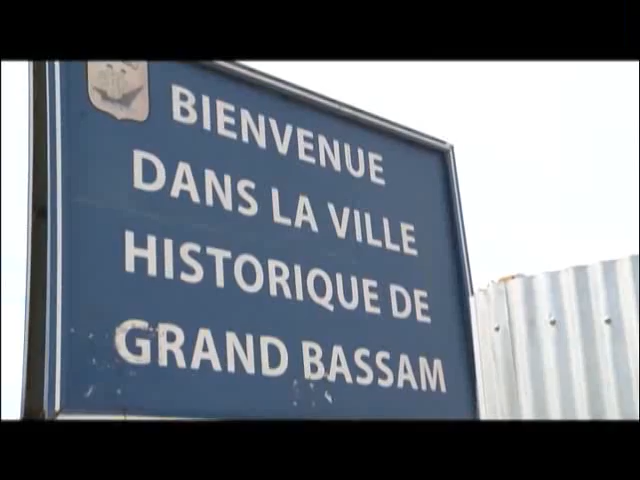 BIENVENUE
DANS LA VILLE
HISTORIQUE DE
GRAND BASSAM